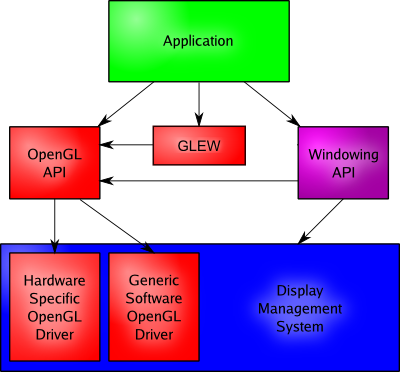 Application
OpenGL
API
GLEW
Windowing
API
Hardware
Specific
OpenGL
Driver
Generic
Software
OpenGL
Driver
Display
Management
System